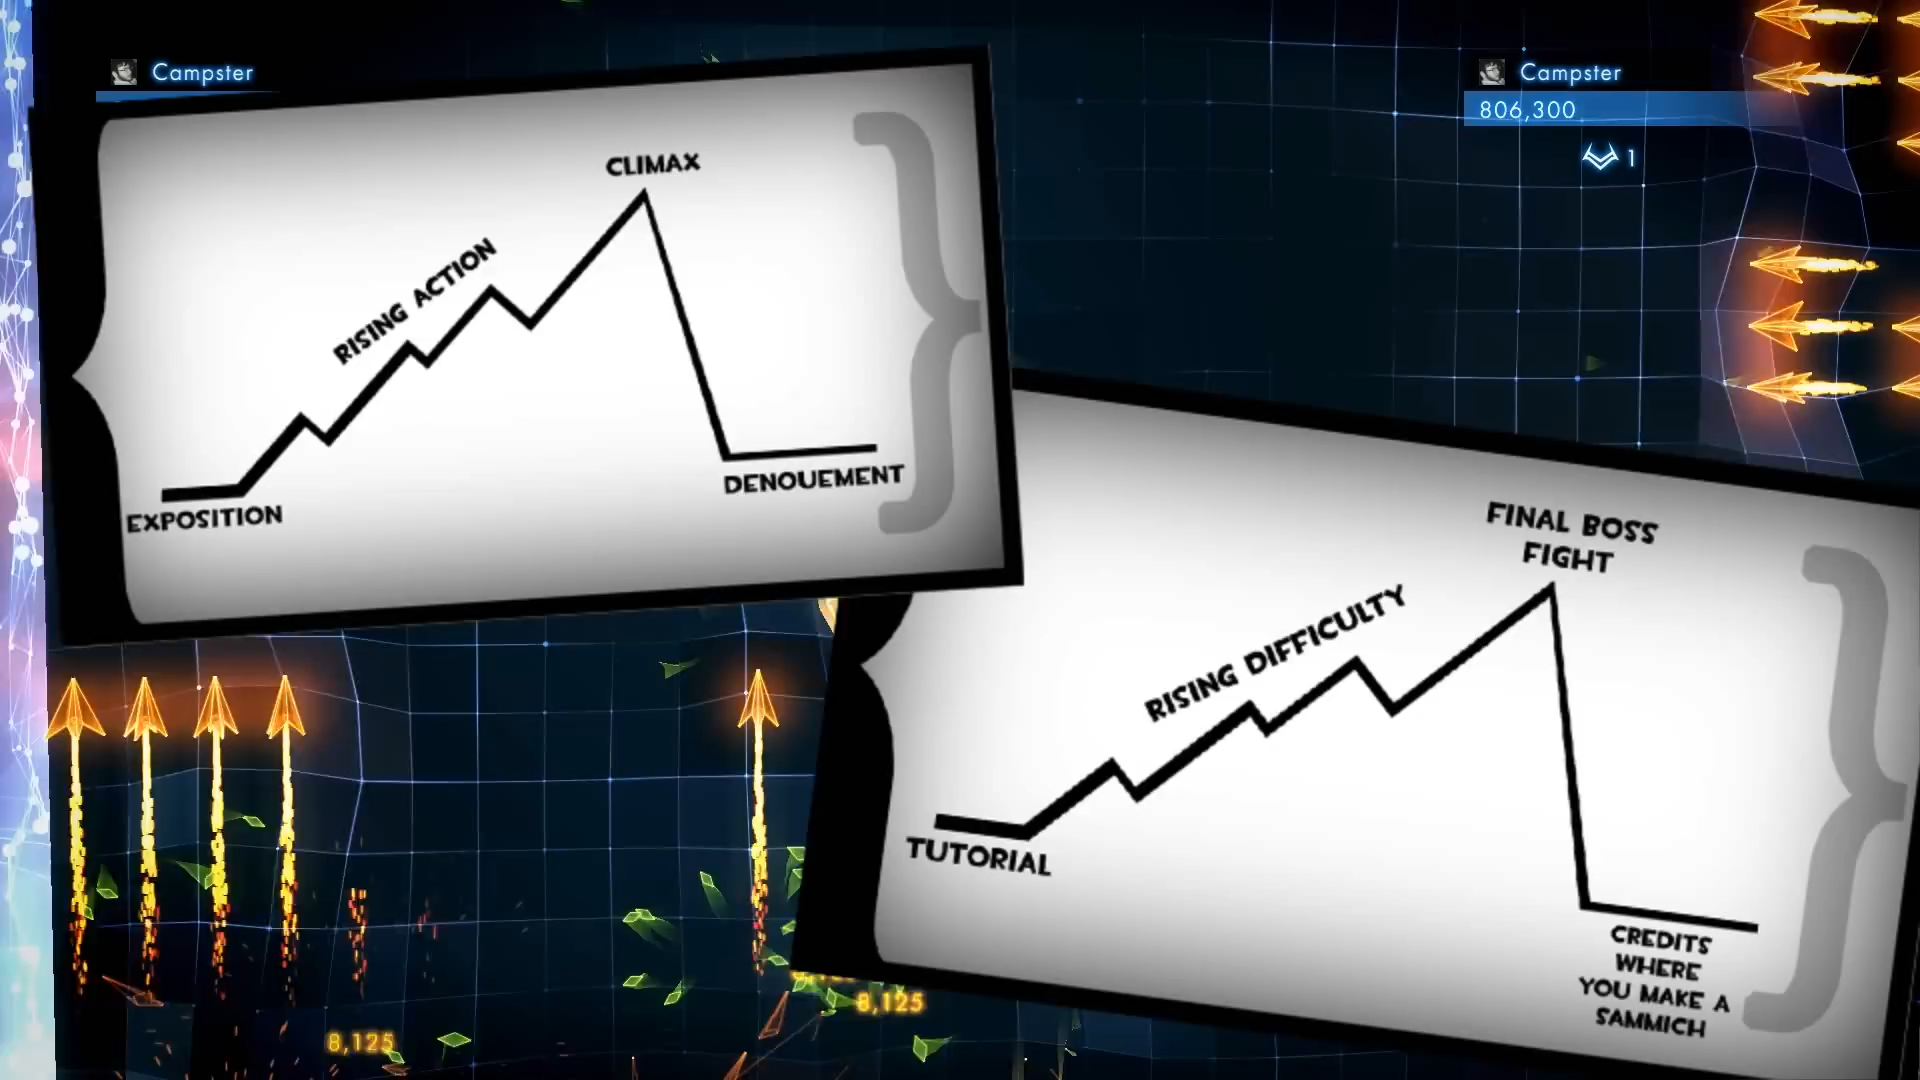 Campster
Campster
806,300
1
CLIMAX
RISING ACTION
DENOUEMENT
EXPOSITION
FINAL BOSS
FIGHT
RISING DIFFICULTY
TUTORIAL
CREDITS
WHERE
YOU MAKE A
SAMMICH
8,125
8,125